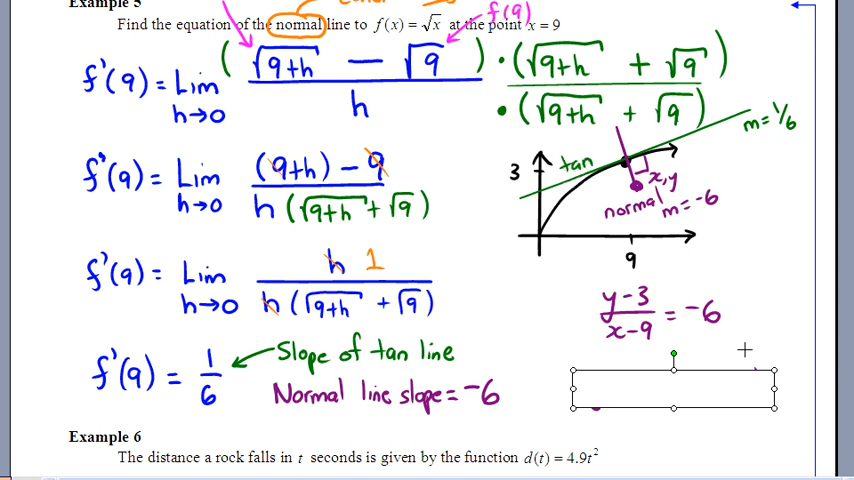 Example 5
Find the equation of the normal line to f(x) = √x at the point x = 9
f(9)
f'(9) = Lim h→0 (√9+h − √9) / h • (√9+h + √9) / • (√9+h + √9)
m = 1/6
f'(9) = Lim h→0 (9+h) − 9 / h(√9+h + √9)
3
tan
x,y
normal
m = −6
9
f'(9) = Lim h→0 h 1 / h(√9+h + √9)
y−3 / x−9 = −6
f'(9) = 1/6
Slope of tan line
Normal line slope = −6
Example 6
The distance a rock falls in t seconds is given by the function d(t) = 4.9t²